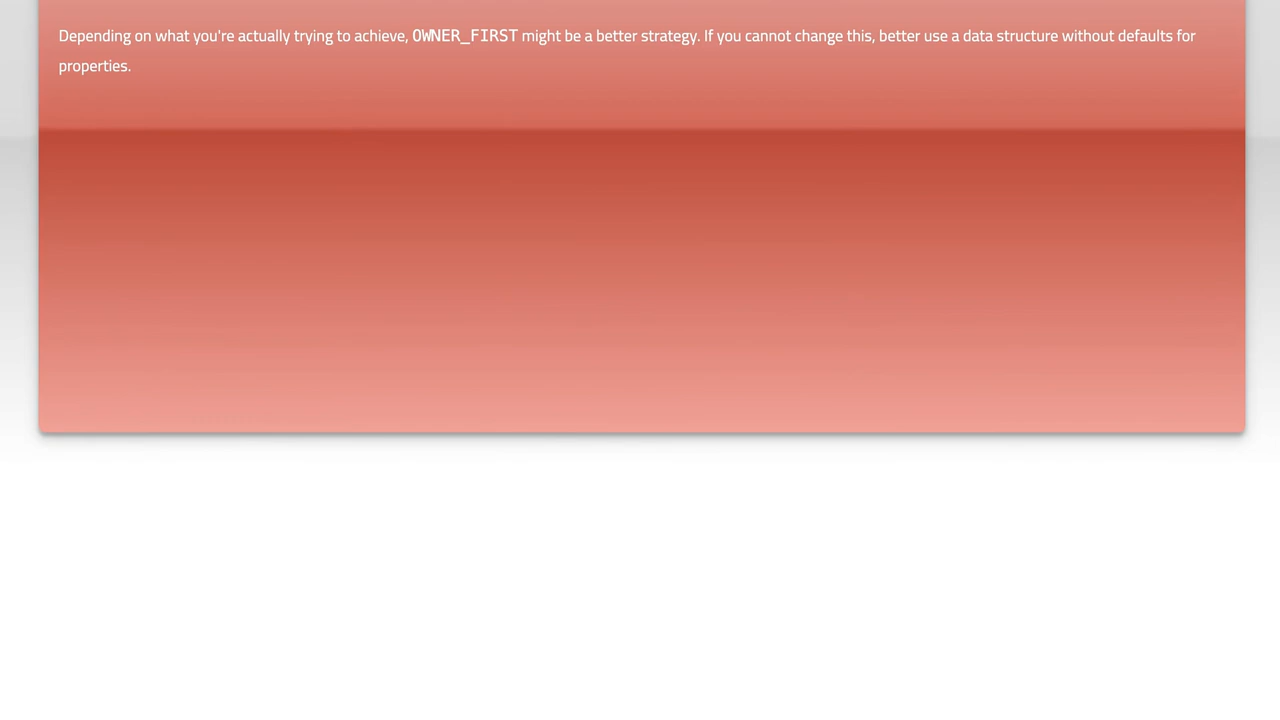 Depending on what you're actually trying to achieve, OWNER_FIRST might be a better strategy. If you cannot change this, better use a data structure without defaults for
properties.